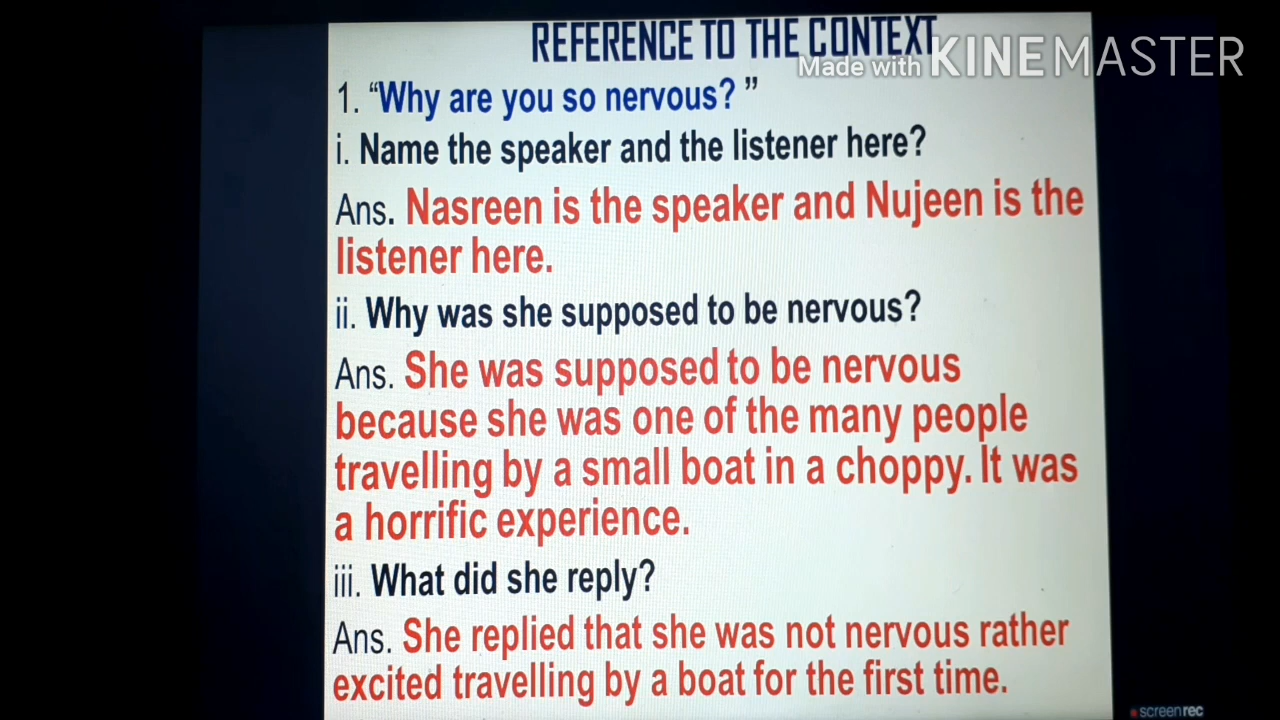 REFERENCE TO THE CONTEXT
Made with KINEMASTER
1. “Why are you so nervous? ”
i. Name the speaker and the listener here?
Ans. Nasreen is the speaker and Nujeen is the
listener here.
ii. Why was she supposed to be nervous?
Ans. She was supposed to be nervous
because she was one of the many people
travelling by a small boat in a choppy. It was
a horrific experience.
iii. What did she reply?
Ans. She replied that she was not nervous rather
excited travelling by a boat for the first time.
screenrec